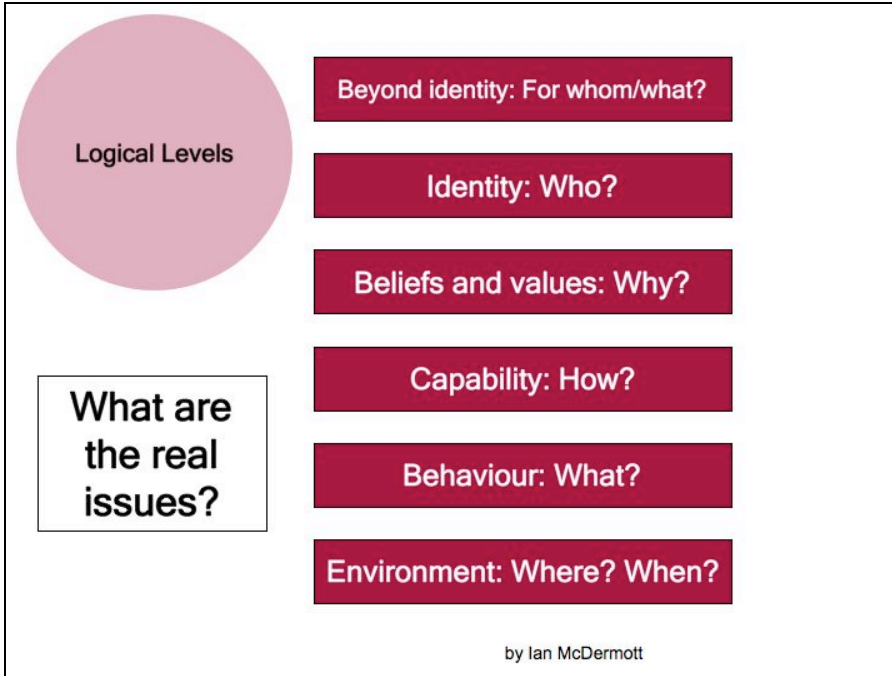 Logical Levels
Beyond identity: For whom/what?
Identity: Who?
Beliefs and values: Why?
Capability: How?
Behaviour: What?
Environment: Where? When?
What are
the real
issues?
by Ian McDermott